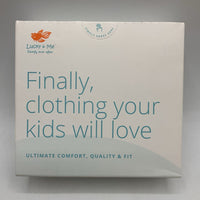 Lucky & Me
Finally,
clothing your
kids will love
ULTIMATE COMFORT, QUALITY & FIT